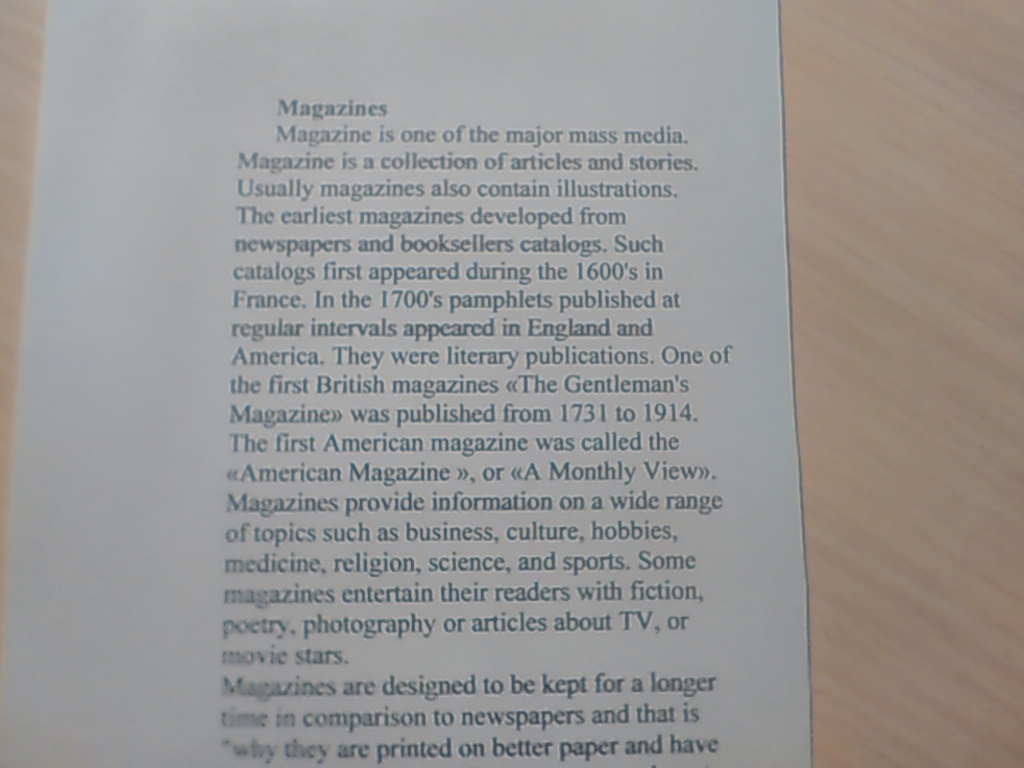 Magazines
Magazine is one of the major mass media.
Magazine is a collection of articles and stories.
Usually magazines also contain illustrations.
The earliest magazines developed from
newspapers and booksellers catalogs. Such
catalogs first appeared during the 1600's in
France. In the 1700's pamphlets published at
regular intervals appeared in England and
America. They were literary publications. One of
the first British magazines «The Gentleman's
Magazine» was published from 1731 to 1914.
The first American magazine was called the
«American Magazine », or «A Monthly View».
Magazines provide information on a wide range
of topics such as business, culture, hobbies,
medicine, religion, science, and sports. Some
magazines entertain their readers with fiction,
poetry, photography or articles about TV, or
movie stars.
Magazines are designed to be kept for a longer
time in comparison to newspapers and that is
"why they are printed on better paper and have